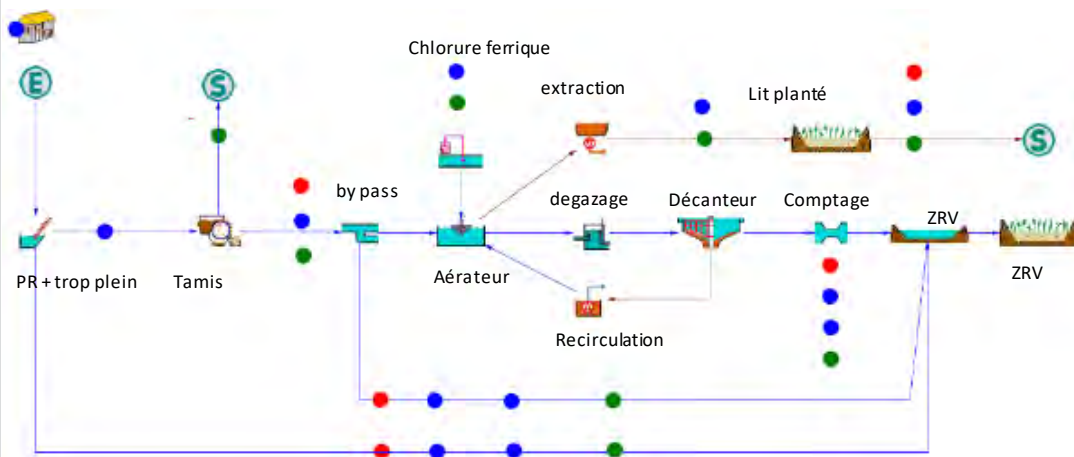 Chlorure ferrique
E
S
extraction
Lit planté
S
by pass
degazage
Décanteur
Comptage
ZRV
PR + trop plein
Tamis
Aérateur
ZRV
Recirculation